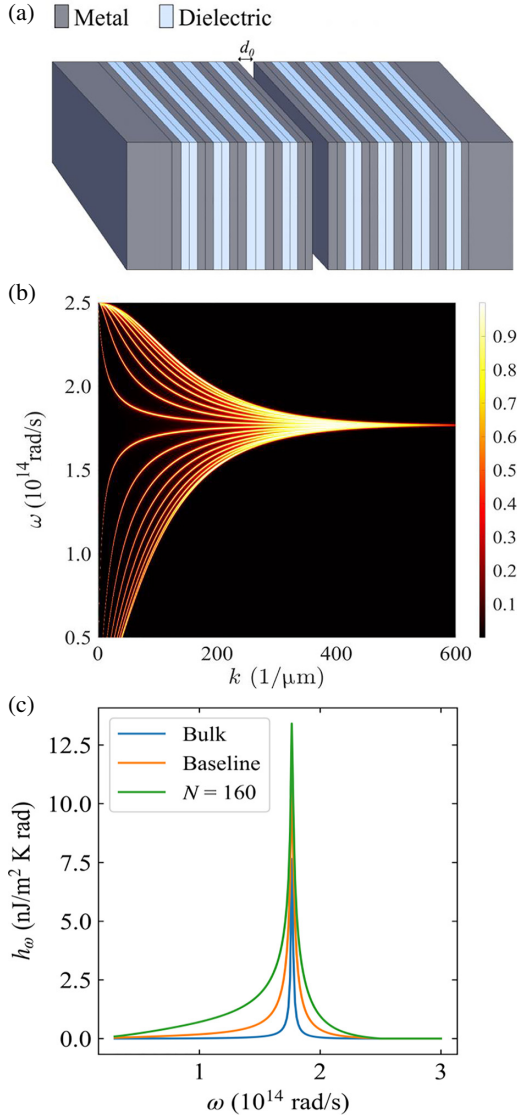 (a)
Metal Dielectric
d₀
(b)
2.5
2.0
1.5
1.0
0.5
ω (10¹⁴rad/s)
0 200 400 600
k (1/μm)
0.9
0.8
0.7
0.6
0.5
0.4
0.3
0.2
0.1
(c)
Bulk
Baseline
N = 160
12.5
10.0
7.5
5.0
2.5
0.0
hω (nJ/m² K rad)
1 2 3
ω (10¹⁴ rad/s)